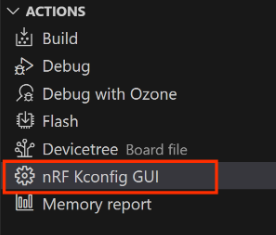 ACTIONS
Build
Debug
Debug with Ozone
Flash
Devicetree Board file
nRF Kconfig GUI
Memory report